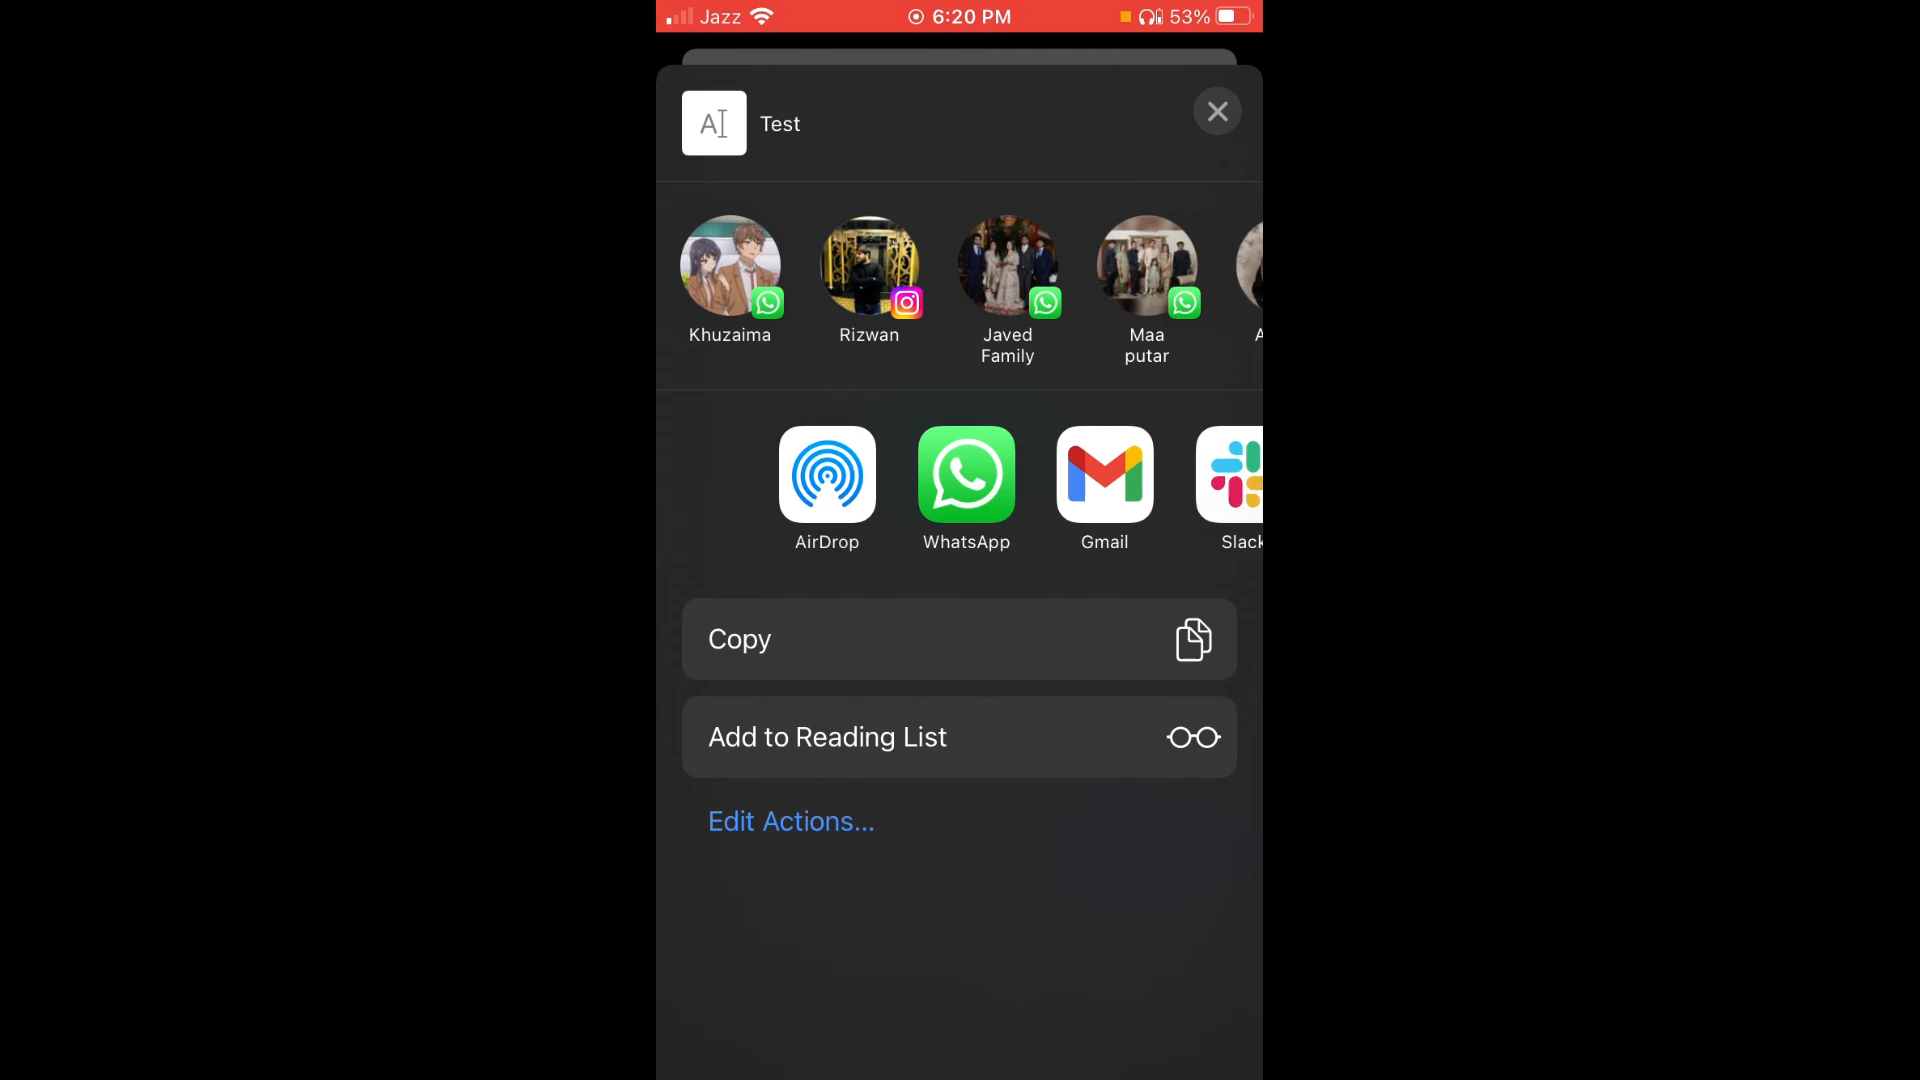 Jazz 6:20 PM 53%
AI Test
Khuzaima Rizwan Javed Family Maa putar A
AirDrop WhatsApp Gmail Slack
Copy
Add to Reading List
Edit Actions...